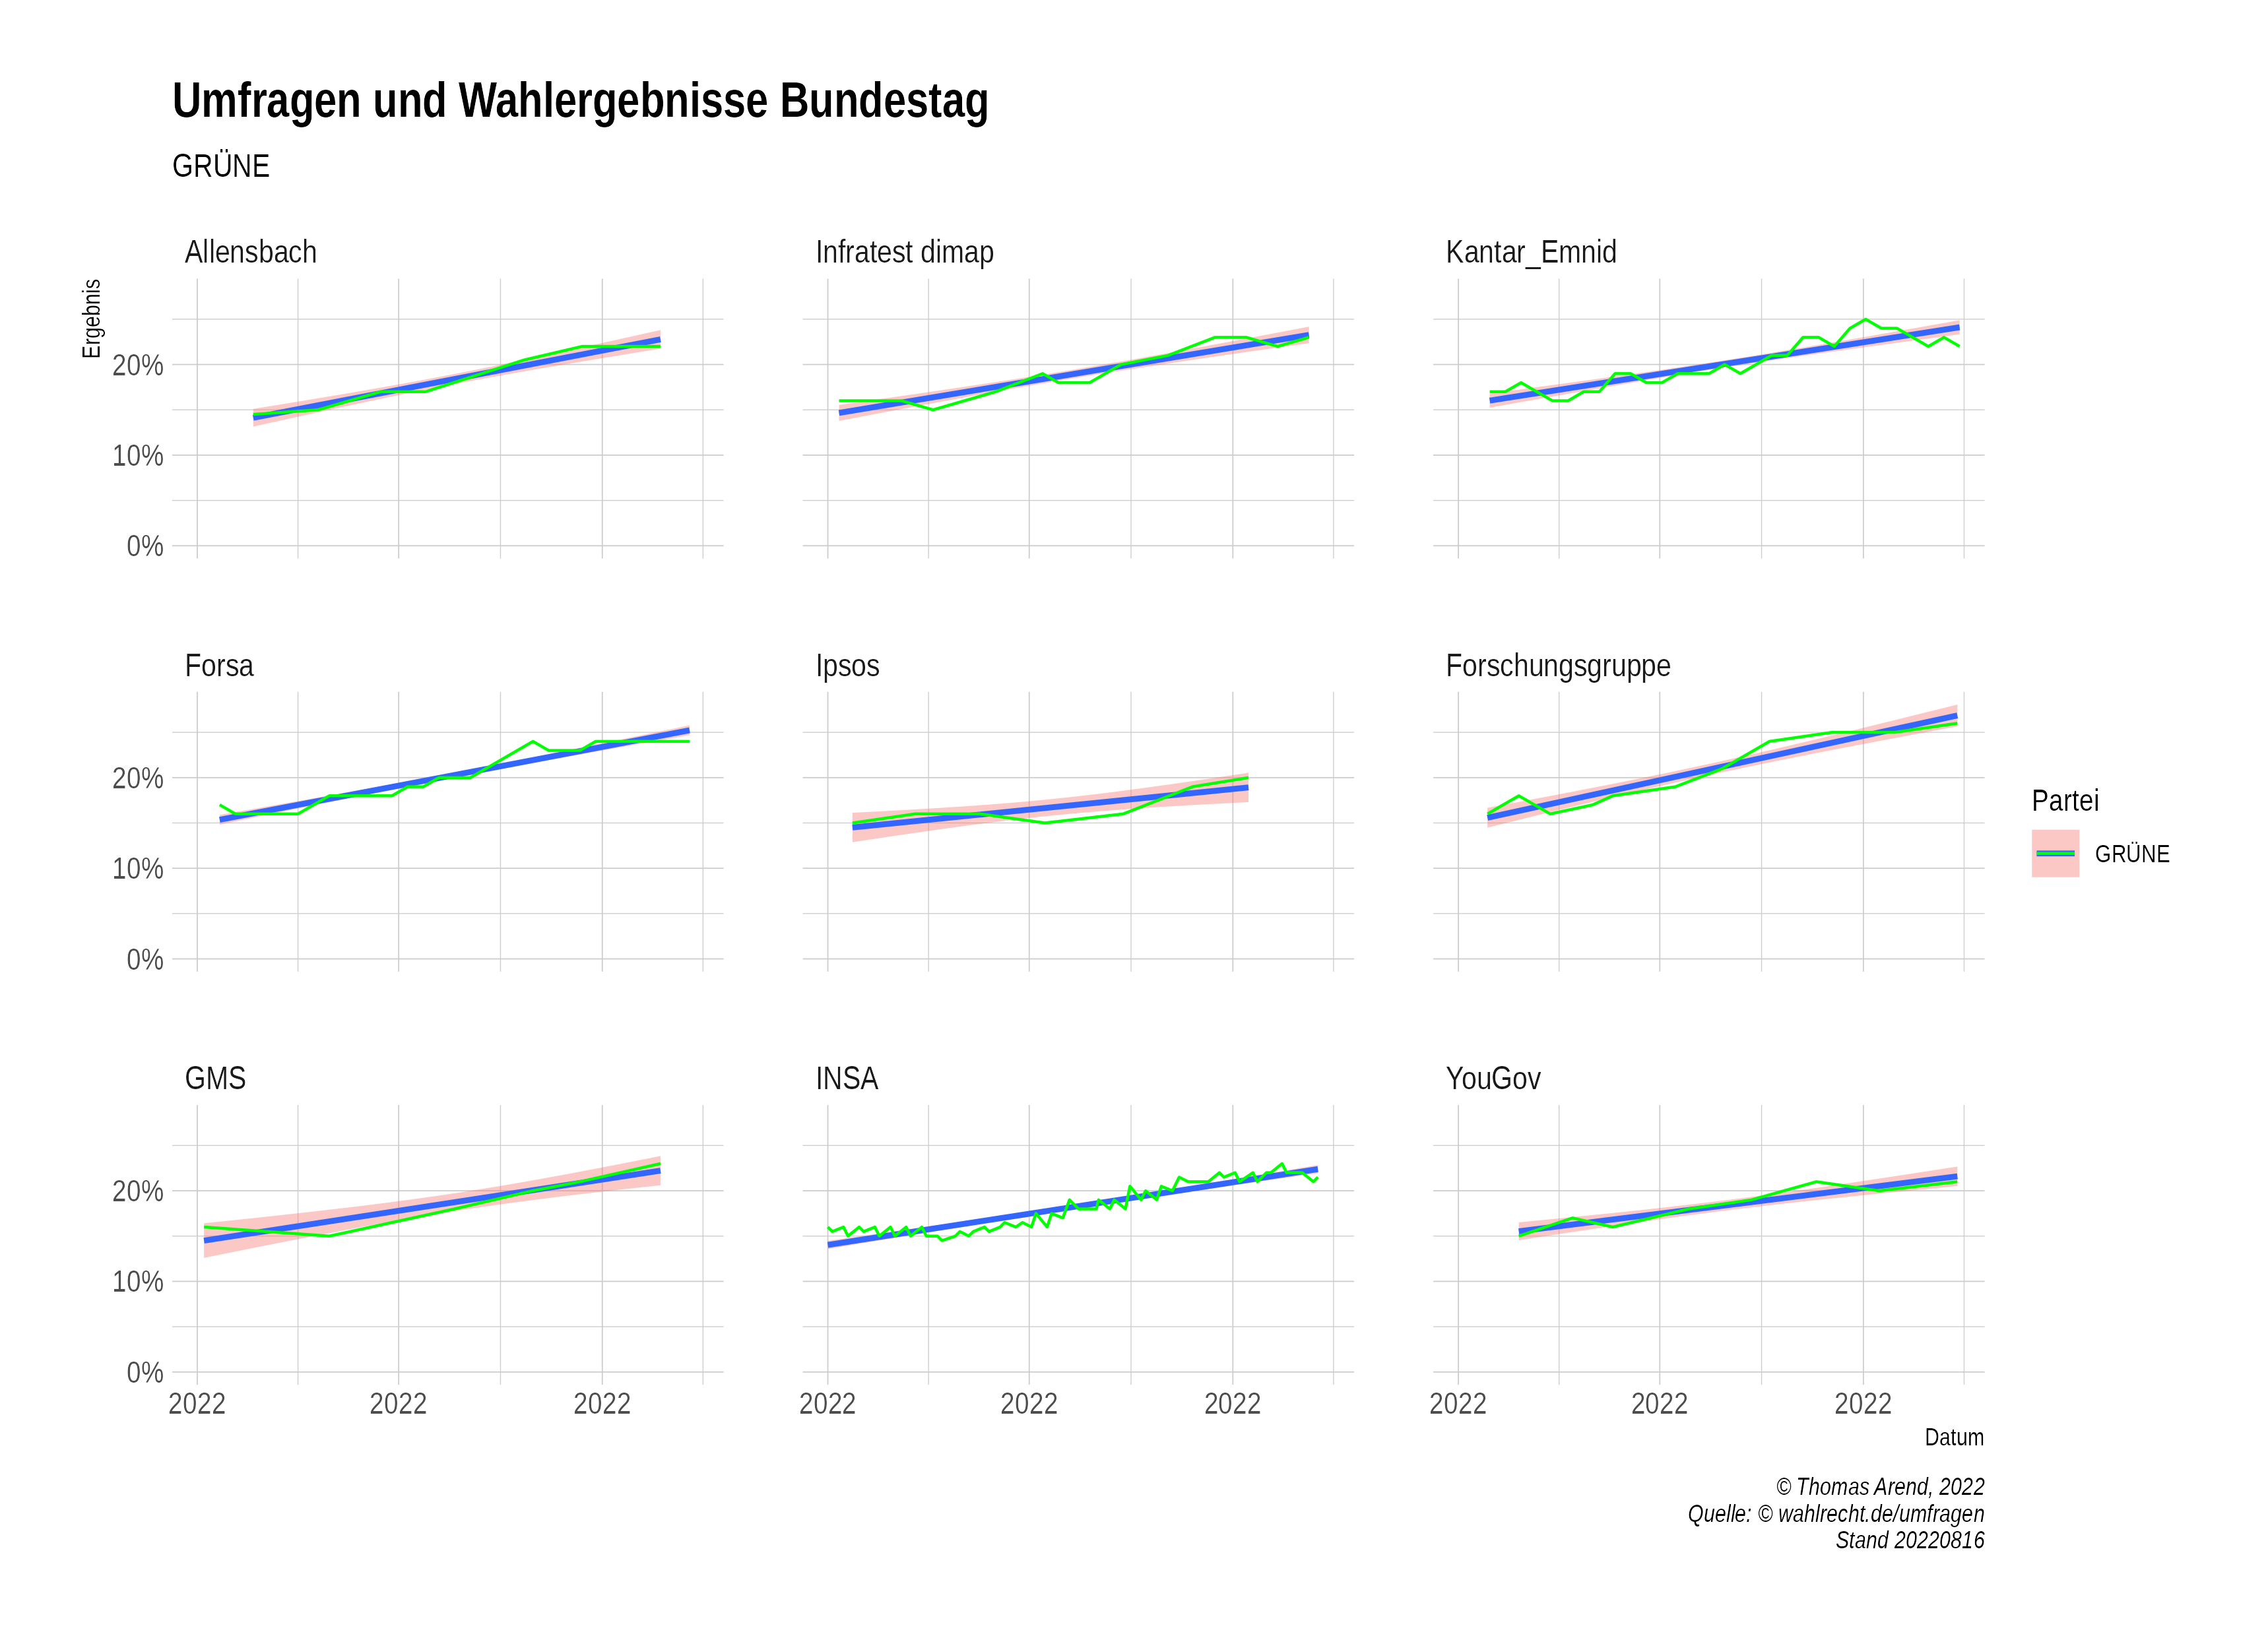 Umfragen und Wahlergebnisse Bundestag
GRÜNE
Allensbach
Infratest dimap
Kantar_Emnid
Ergebnis
20%
10%
0%
Forsa
Ipsos
Forschungsgruppe
20%
10%
0%
Partei
GRÜNE
GMS
INSA
YouGov
20%
10%
0%
2022 2022 2022
2022 2022 2022
2022 2022 2022
Datum
© Thomas Arend, 2022
Quelle: © wahlrecht.de/umfragen
Stand 20220816